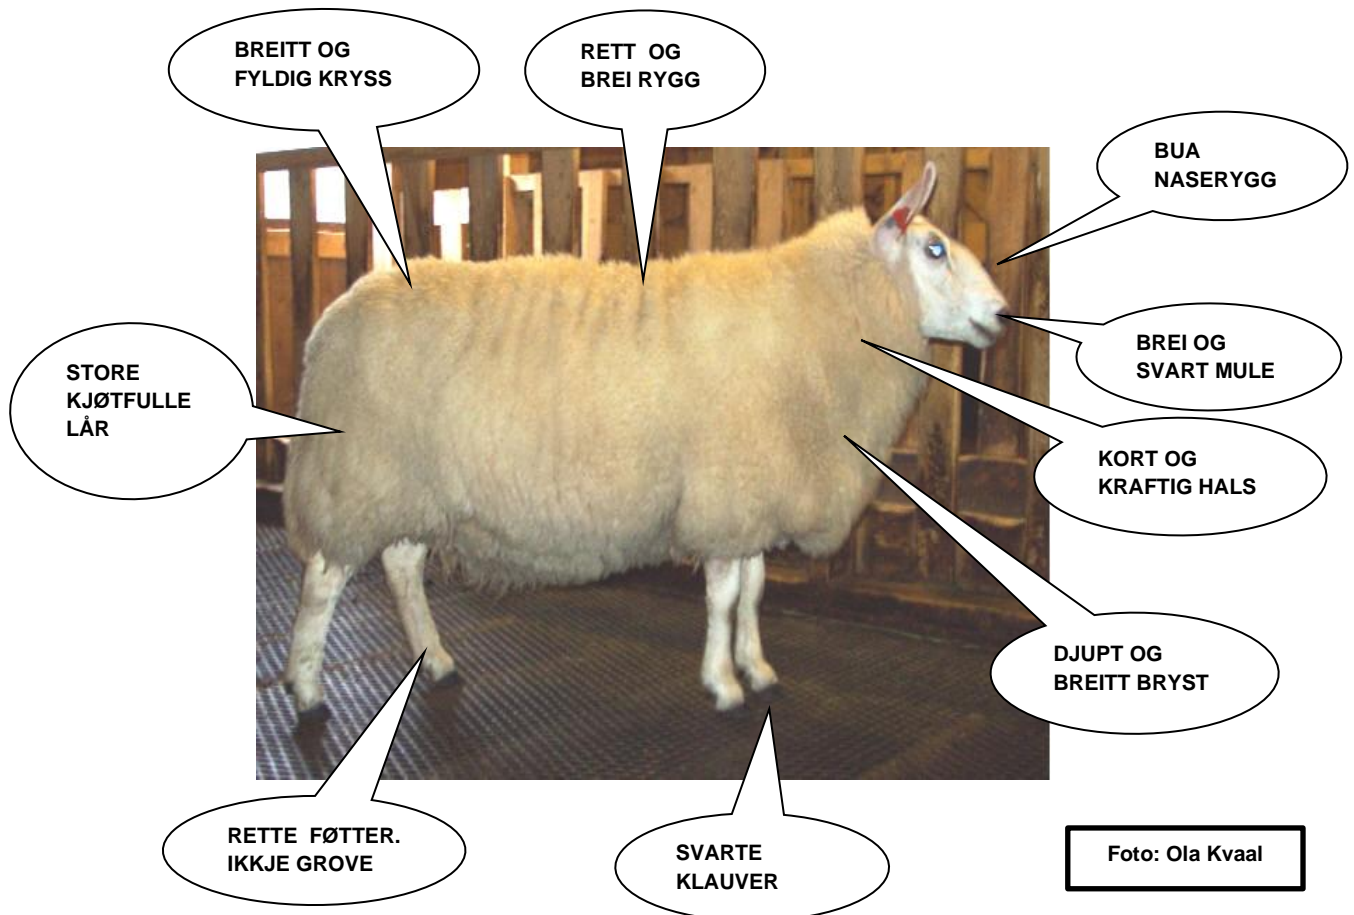 BREITT OG
FYLDIG KRYSS
RETT OG
BREI RYGG
BUA
NASERYGG
BREI OG
SVART MULE
STORE
KJØTFULLE
LÅR
KORT OG
KRAFTIG HALS
DJUPT OG
BREITT BRYST
RETTE FØTTER.
IKKJE GROVE
SVARTE
KLAUVER
Foto: Ola Kvaal